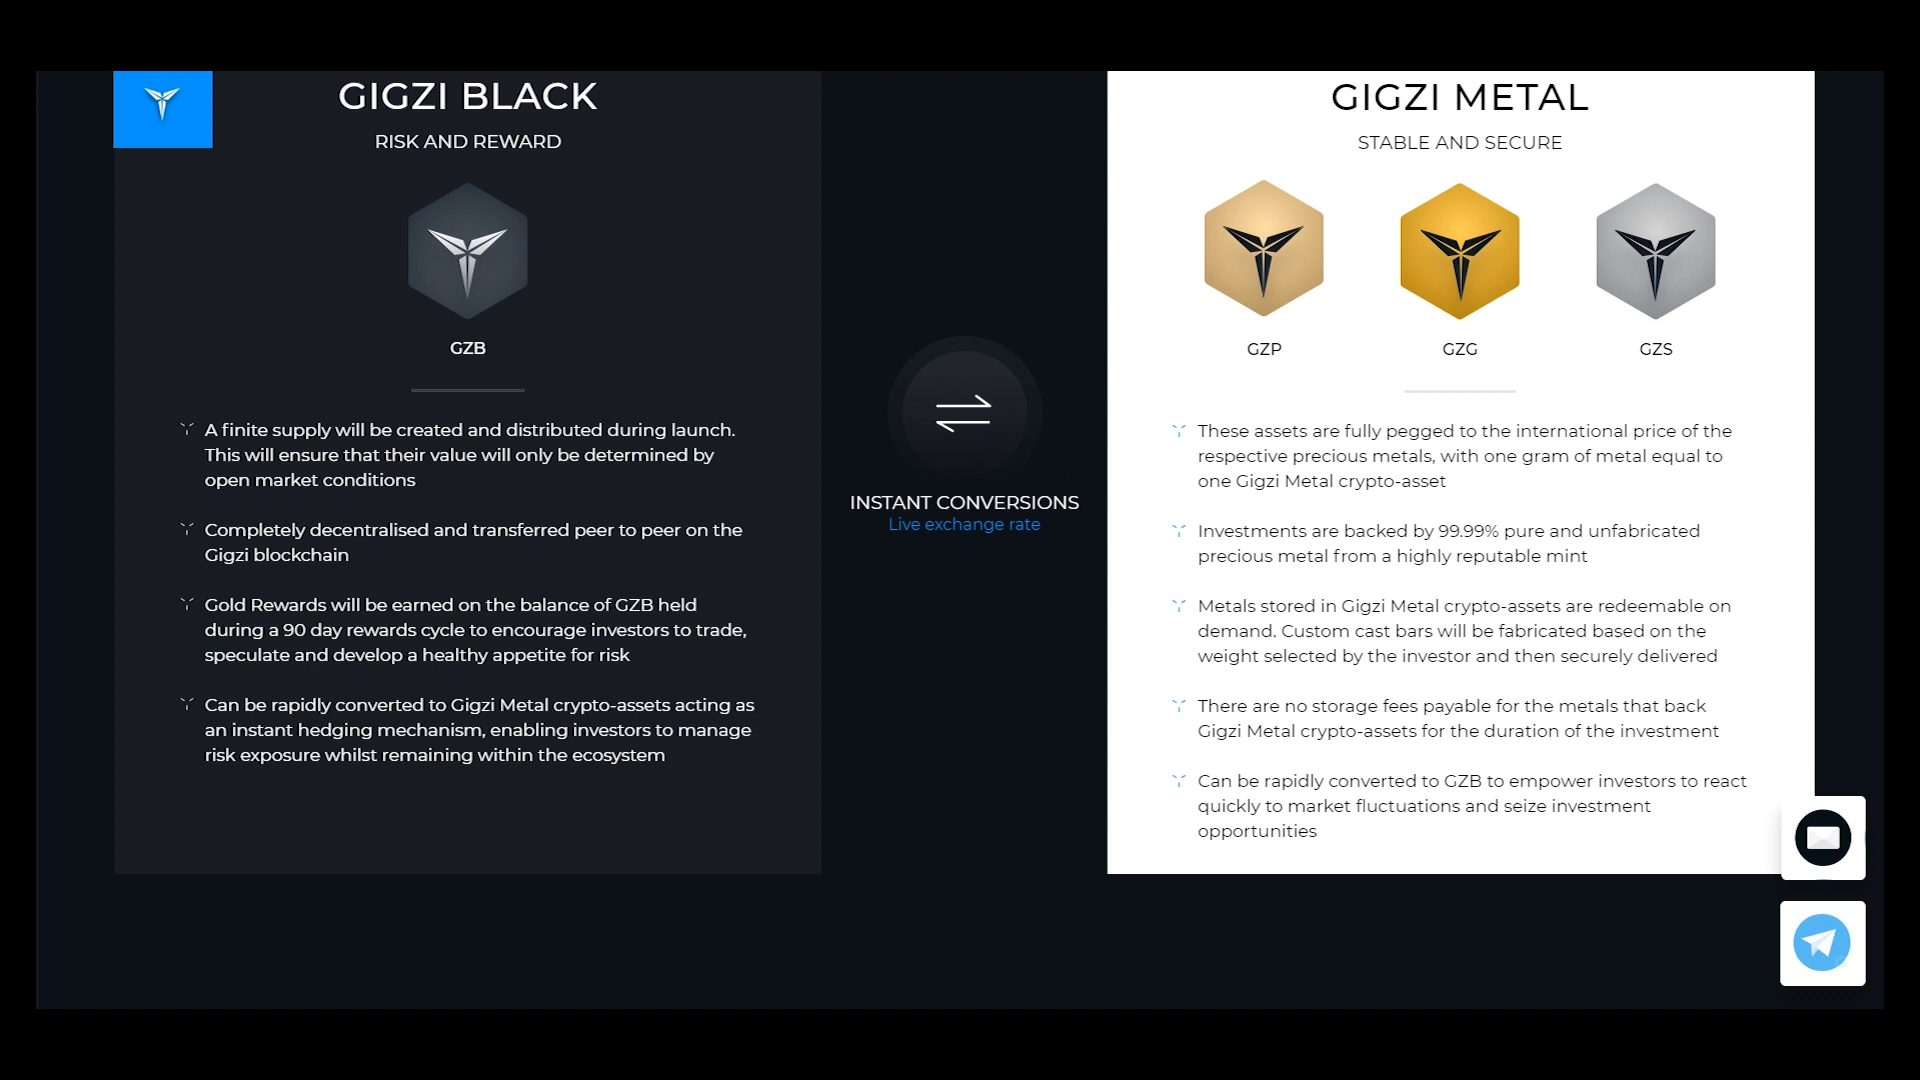 GIGZI BLACK
RISK AND REWARD
GZB
A finite supply will be created and distributed during launch.
This will ensure that their value will only be determined by
open market conditions
Completely decentralised and transferred peer to peer on the
Gigzi blockchain
Gold Rewards will be earned on the balance of GZB held
during a 90 day rewards cycle to encourage investors to trade,
speculate and develop a healthy appetite for risk
Can be rapidly converted to Gigzi Metal crypto-assets acting as
an instant hedging mechanism, enabling investors to manage
risk exposure whilst remaining within the ecosystem
INSTANT CONVERSIONS
Live exchange rate
GIGZI METAL
STABLE AND SECURE
GZP
GZG
GZS
These assets are fully pegged to the international price of the
respective precious metals, with one gram of metal equal to
one Gigzi Metal crypto-asset
Investments are backed by 99.99% pure and unfabricated
precious metal from a highly reputable mint
Metals stored in Gigzi Metal crypto-assets are redeemable on
demand. Custom cast bars will be fabricated based on the
weight selected by the investor and then securely delivered
There are no storage fees payable for the metals that back
Gigzi Metal crypto-assets for the duration of the investment
Can be rapidly converted to GZB to empower investors to react
quickly to market fluctuations and seize investment
opportunities